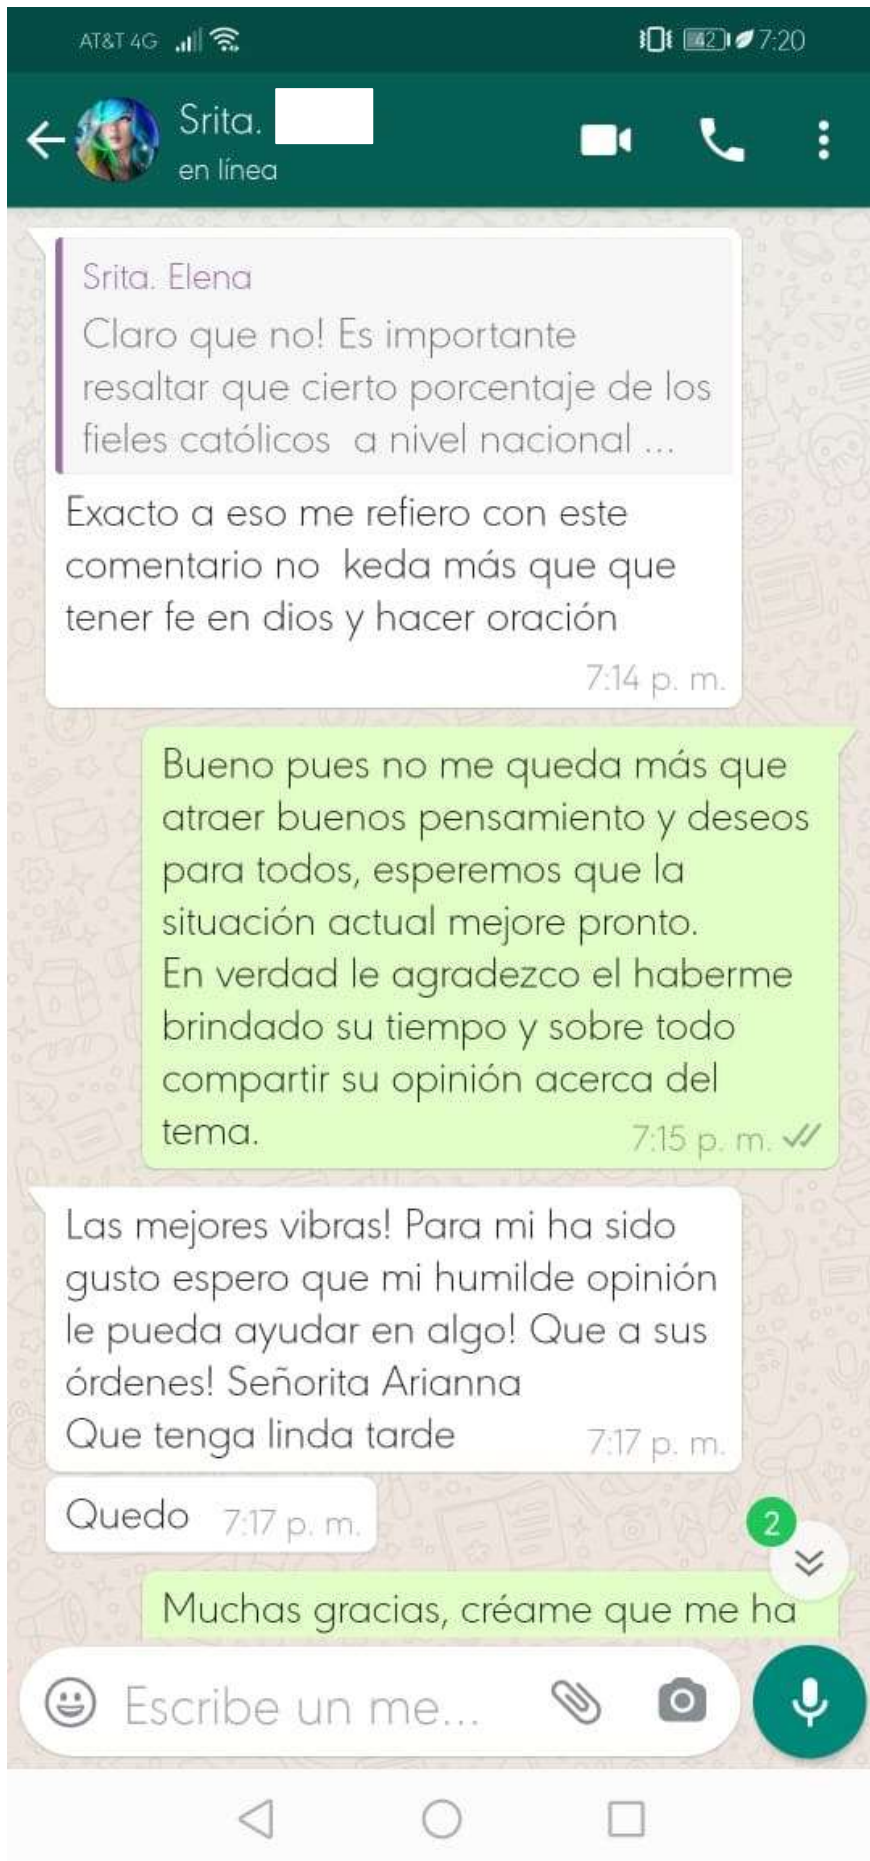 AT&T 4G 42 7:20
Srita.
en línea
Srita. Elena
Claro que no! Es importante
resaltar que cierto porcentaje de los
fieles católicos a nivel nacional ...
Exacto a eso me refiero con este
comentario no keda más que que
tener fe en dios y hacer oración
7:14 p. m.
Bueno pues no me queda más que
atraer buenos pensamiento y deseos
para todos, esperemos que la
situación actual mejore pronto.
En verdad le agradezco el haberme
brindado su tiempo y sobre todo
compartir su opinión acerca del
tema. 7:15 p. m.
Las mejores vibras! Para mi ha sido
gusto espero que mi humilde opinión
le pueda ayudar en algo! Que a sus
órdenes! Señorita Arianna
Que tenga linda tarde 7:17 p. m.
Quedo 7:17 p. m.
2
Muchas gracias, créame que me ha
Escribe un me...